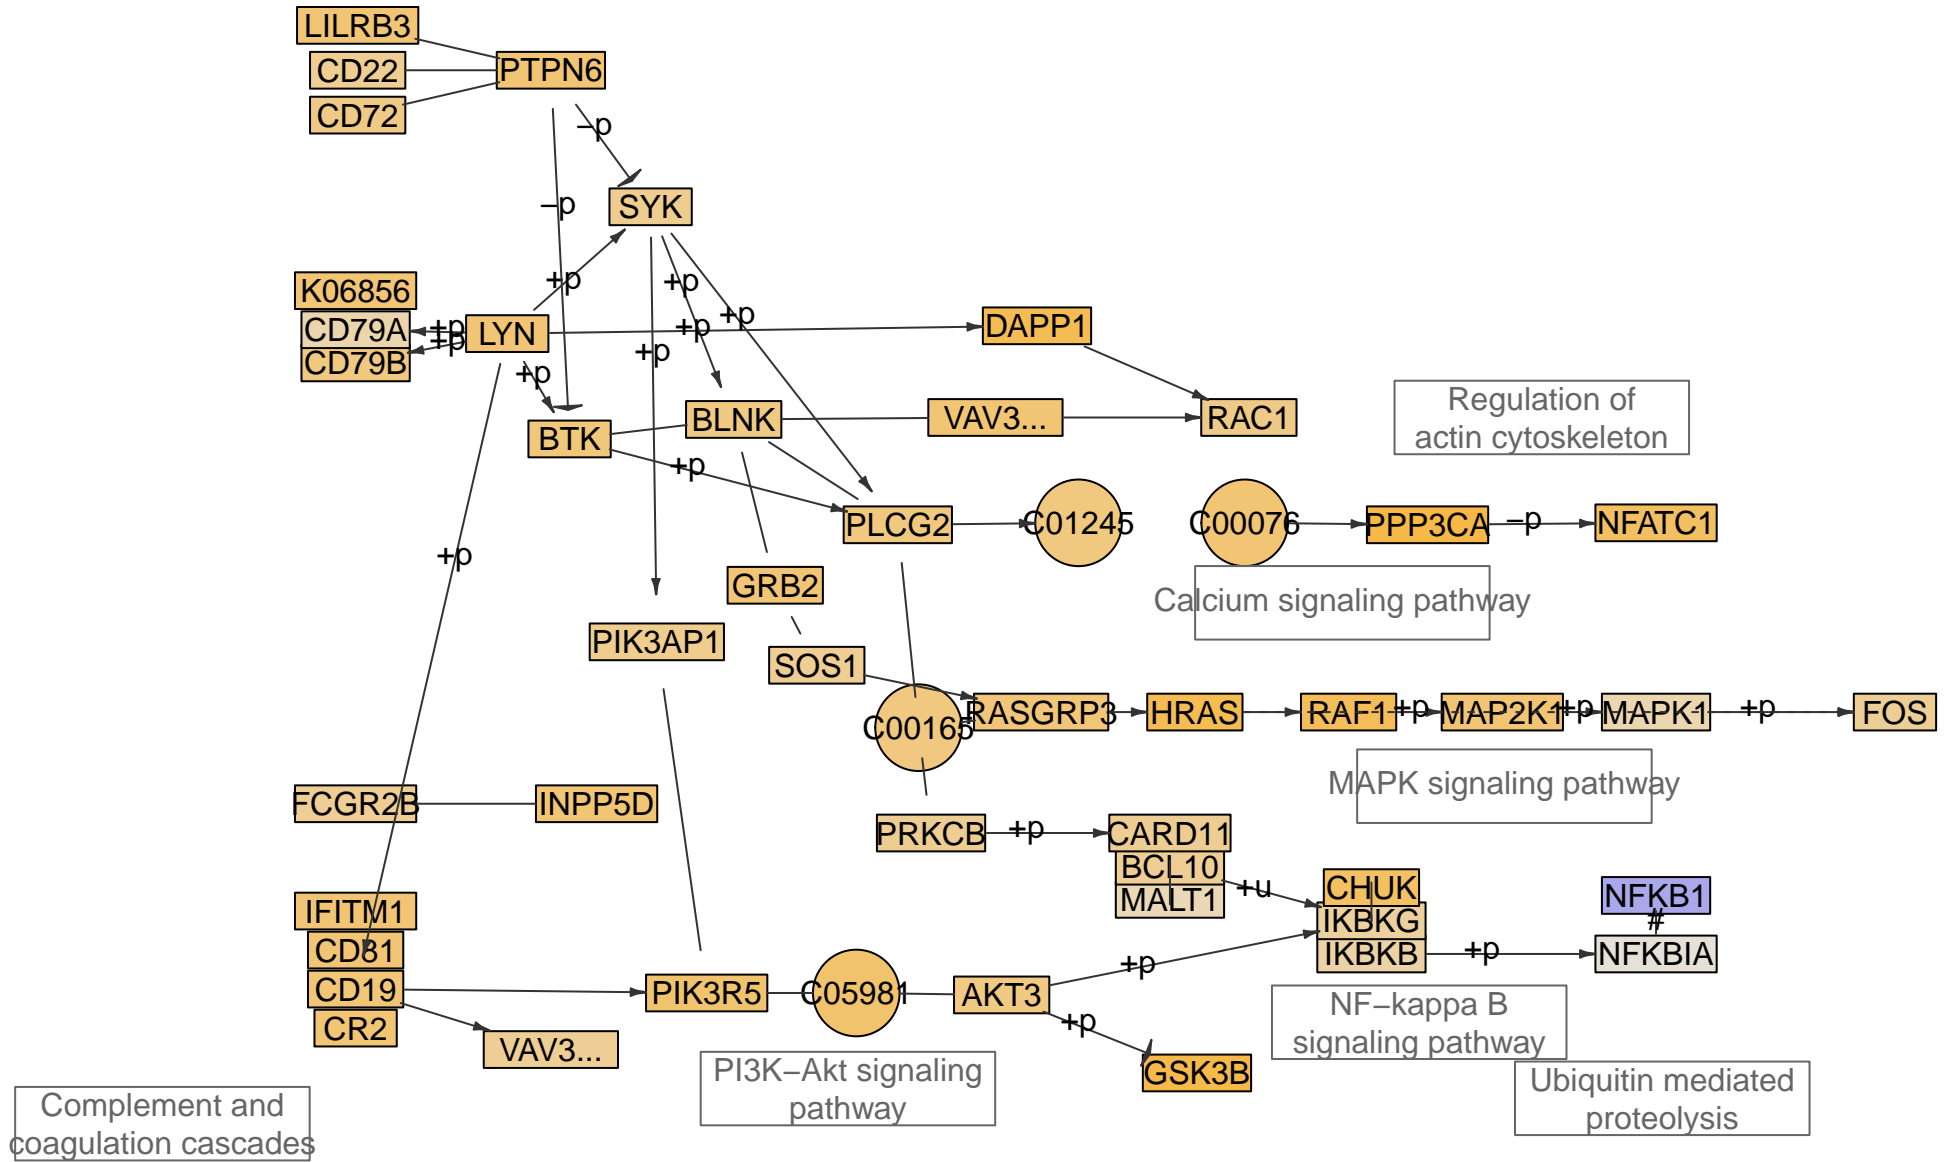 LILRB3
CD22
PTPN6
CD72
–p
SYK
–p
+p
+p
K06856
CD79A
+p
LYN
+p
+p
DAPP1
+p
CD79B
+p
+p
BTK
BLNK
VAV3...
RAC1
Regulation of
actin cytoskeleton
+p
PLCG2
C01245
C00076
PPP3CA
–p
NFATC1
+p
GRB2
Calcium signaling pathway
PIK3AP1
SOS1
C00165
RASGRP3
HRAS
RAF1
+p
MAP2K1
+p
MAPK1
+p
FOS
MAPK signaling pathway
FCGR2B
INPP5D
PRKCB
+p
CARD11
BCL10
MALT1
+u
CHUK
IKBKG
IKBKB
+p
NFKB1
#
NFKBIA
IFITM1
CD81
CD19
CR2
VAV3...
PIK3R5
C05981
AKT3
+p
+p
GSK3B
NF–kappa B
signaling pathway
PI3K–Akt signaling
pathway
Ubiquitin mediated
proteolysis
Complement and
coagulation cascades